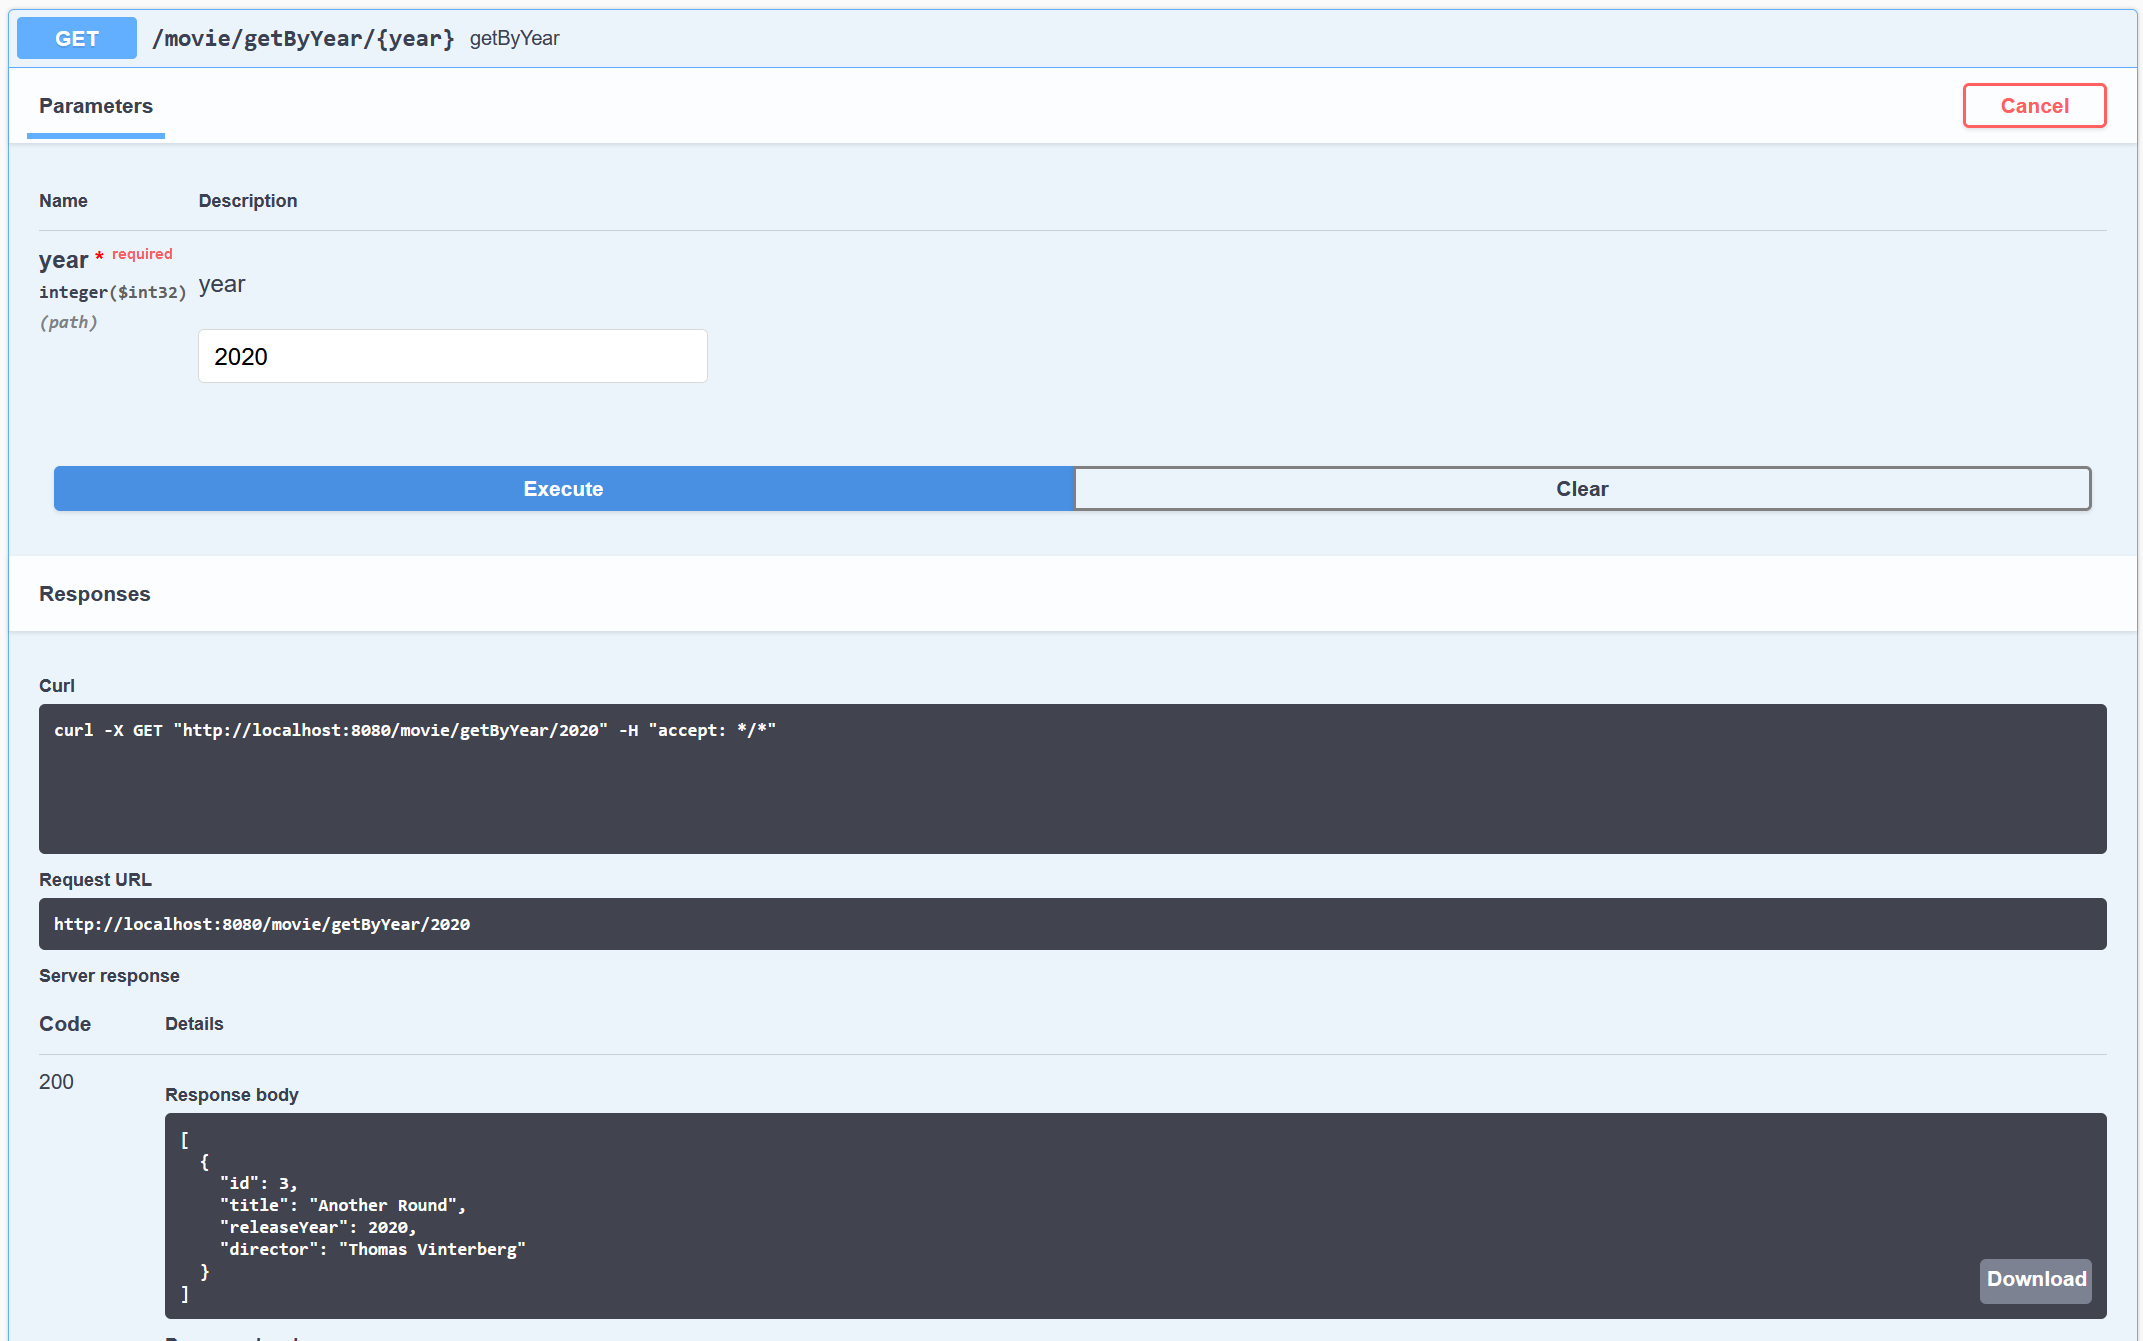 GET /movie/getByYear/{year} getByYear
Parameters
Cancel
Name Description
year * required
integer($int32)
(path)
year
2020
Execute
Clear
Responses
Curl
curl -X GET "http://localhost:8080/movie/getByYear/2020" -H "accept: */*"
Request URL
http://localhost:8080/movie/getByYear/2020
Server response
Code Details
200
Response body
[
  {
    "id": 3,
    "title": "Another Round",
    "releaseYear": 2020,
    "director": "Thomas Vinterberg"
  }
]
Download